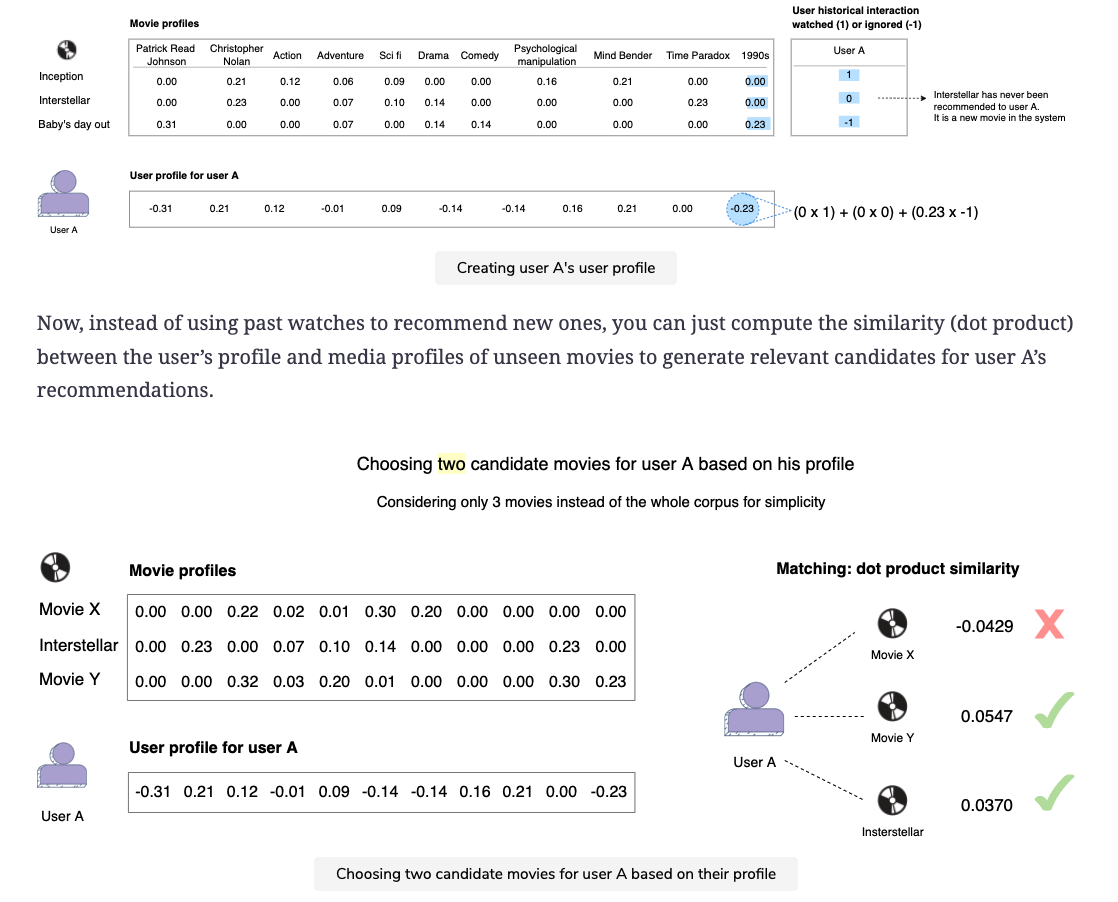 Movie profiles
User historical interaction
watched (1) or ignored (-1)
Patrick Read Johnson Christopher Nolan Action Adventure Sci fi Drama Comedy Psychological manipulation Mind Bender Time Paradox 1990s
User A
Inception 0.00 0.21 0.12 0.06 0.09 0.00 0.00 0.16 0.21 0.00 0.00 1
Interstellar 0.00 0.23 0.00 0.07 0.10 0.14 0.00 0.00 0.00 0.23 0.00 0
Baby's day out 0.31 0.00 0.00 0.07 0.00 0.14 0.14 0.00 0.00 0.00 0.23 -1
Interstellar has never been
recommended to user A.
It is a new movie in the system
User profile for user A
-0.31 0.21 0.12 -0.01 0.09 -0.14 -0.14 0.16 0.21 0.00 -0.23 (0 x 1) + (0 x 0) + (0.23 x -1)
User A
Creating user A's user profile
Now, instead of using past watches to recommend new ones, you can just compute the similarity (dot product)
between the user’s profile and media profiles of unseen movies to generate relevant candidates for user A’s
recommendations.
Choosing two candidate movies for user A based on his profile
Considering only 3 movies instead of the whole corpus for simplicity
Movie profiles
Movie X 0.00 0.00 0.22 0.02 0.01 0.30 0.20 0.00 0.00 0.00 0.00
Interstellar 0.00 0.23 0.00 0.07 0.10 0.14 0.00 0.00 0.00 0.23 0.00
Movie Y 0.00 0.00 0.32 0.03 0.20 0.01 0.00 0.00 0.00 0.30 0.23
User profile for user A
-0.31 0.21 0.12 -0.01 0.09 -0.14 -0.14 0.16 0.21 0.00 -0.23
User A
Matching: dot product similarity
-0.0429
Movie X
0.0547
Movie Y
User A
0.0370
Insterstellar
Choosing two candidate movies for user A based on their profile